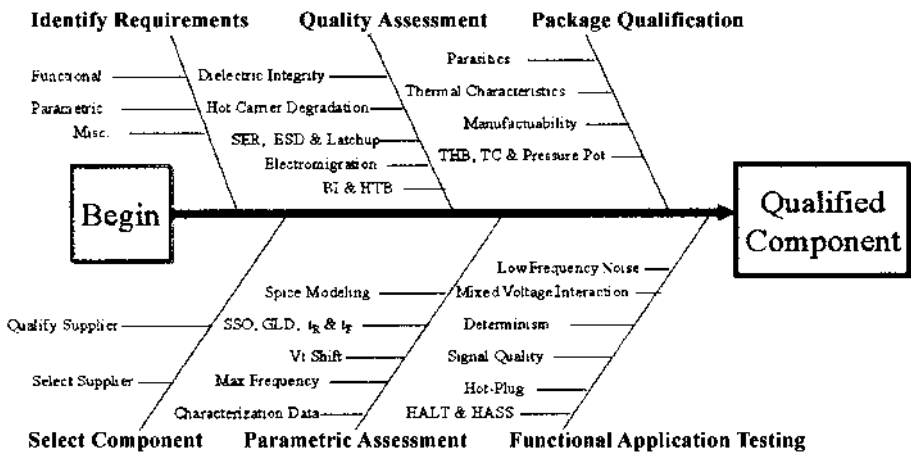 Identify Requirements
Quality Assessment
Package Qualification
Functional
Parametric
Misc.
Dielectric Integrity
Hot Carrier Degradation
SER, ESD & Latchup
Electromigration
BI & HTB
Parasitics
Thermal Characteristics
Manufactuability
THB, TC & Pressure Pot
Begin
Qualified
Component
Qualify Supplier
Select Supplier
Spice Modeling
SSO, GLD, tR & tF
Vt Shift
Max Frequency
Characterization Data
Low Frequency Noise
Mixed Voltage Interaction
Determinism
Signal Quality
Hot-Plug
HALT & HASS
Select Component
Parametric Assessment
Functional Application Testing